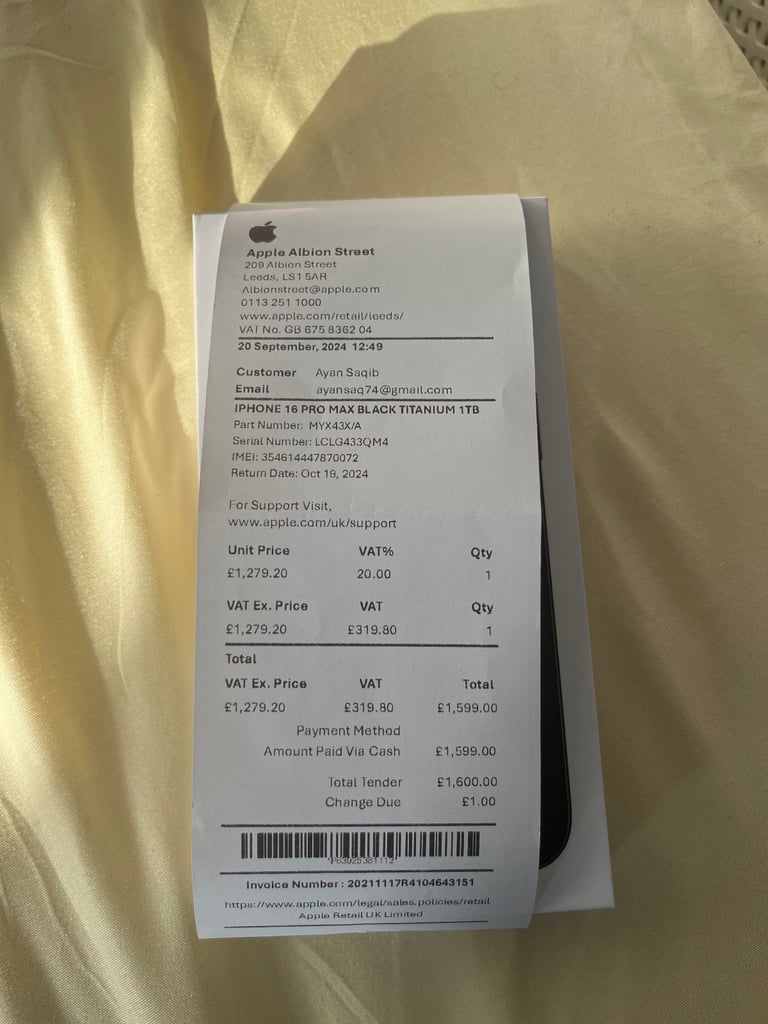 Apple Albion Street
209 Albion Street
Leeds, LS1 5AR
Albionstreet@apple.com
0113 251 1000
www.apple.com/retail/leeds/
VAT No. GB 675 8362 04
20 September, 2024 12:49
Customer Ayan Saqib
Email ayansaq74@gmail.com
IPHONE 16 PRO MAX BLACK TITANIUM 1TB
Part Number: MYX43X/A
Serial Number: LCLG433QM4
IMEI: 354614447870072
Return Date: Oct 19, 2024
For Support Visit,
www.apple.com/uk/support
Unit Price VAT% Qty
£1,279.20 20.00 1
VAT Ex. Price VAT Qty
£1,279.20 £319.80 1
Total
VAT Ex. Price VAT Total
£1,279.20 £319.80 £1,599.00
Payment Method
Amount Paid Via Cash £1,599.00
Total Tender £1,600.00
Change Due £1.00
*P63925381112*
Invoice Number : 20211117R4104643151
https://www.apple.com/legal/sales.policies/retail
Apple Retail UK Limited